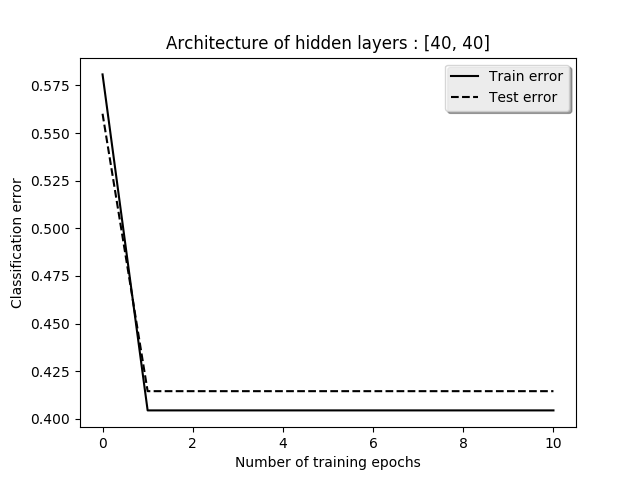 Architecture of hidden layers : [40, 40]
Train error
Test error
0.575
0.550
0.525
0.500
0.475
0.450
0.425
0.400
Classification error
0 2 4 6 8 10
Number of training epochs